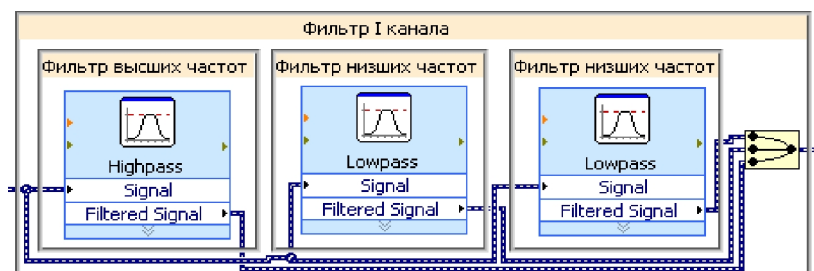 Фильтр I канала
Фильтр высших частот
Фильтр низших частот
Фильтр низших частот
Highpass
Signal
Filtered Signal
Lowpass
Signal
Filtered Signal
Lowpass
Signal
Filtered Signal